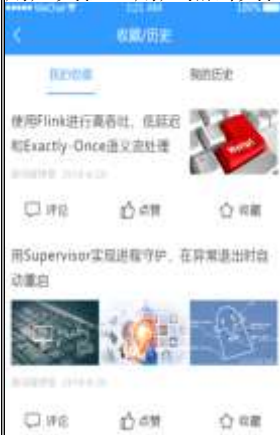 收藏/历史
我的收藏 我的历史
使用Flink进行高吞吐、低延迟
和Exactly-Once语义流处理
评论 点赞 收藏
用Supervisor实现进程守护，在异常退出时自
动重启
评论 点赞 收藏